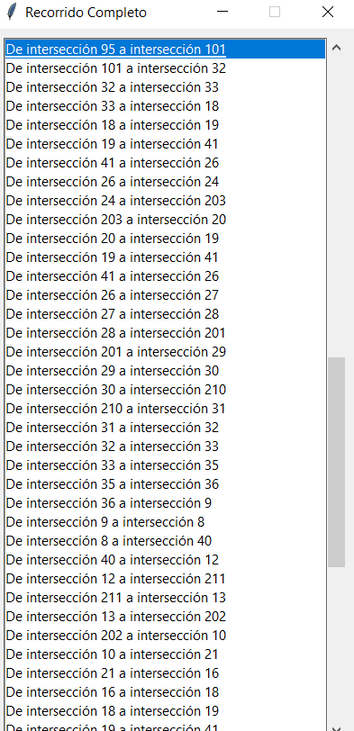 Recorrido Completo
De intersección 95 a intersección 101
De intersección 101 a intersección 32
De intersección 32 a intersección 33
De intersección 33 a intersección 18
De intersección 18 a intersección 19
De intersección 19 a intersección 41
De intersección 41 a intersección 26
De intersección 26 a intersección 24
De intersección 24 a intersección 203
De intersección 203 a intersección 20
De intersección 20 a intersección 19
De intersección 19 a intersección 41
De intersección 41 a intersección 26
De intersección 26 a intersección 27
De intersección 27 a intersección 28
De intersección 28 a intersección 201
De intersección 201 a intersección 29
De intersección 29 a intersección 30
De intersección 30 a intersección 210
De intersección 210 a intersección 31
De intersección 31 a intersección 32
De intersección 32 a intersección 33
De intersección 33 a intersección 35
De intersección 35 a intersección 36
De intersección 36 a intersección 9
De intersección 9 a intersección 8
De intersección 8 a intersección 40
De intersección 40 a intersección 12
De intersección 12 a intersección 211
De intersección 211 a intersección 13
De intersección 13 a intersección 202
De intersección 202 a intersección 10
De intersección 10 a intersección 21
De intersección 21 a intersección 16
De intersección 16 a intersección 18
De intersección 18 a intersección 19
De intersección 19 a intersección 41